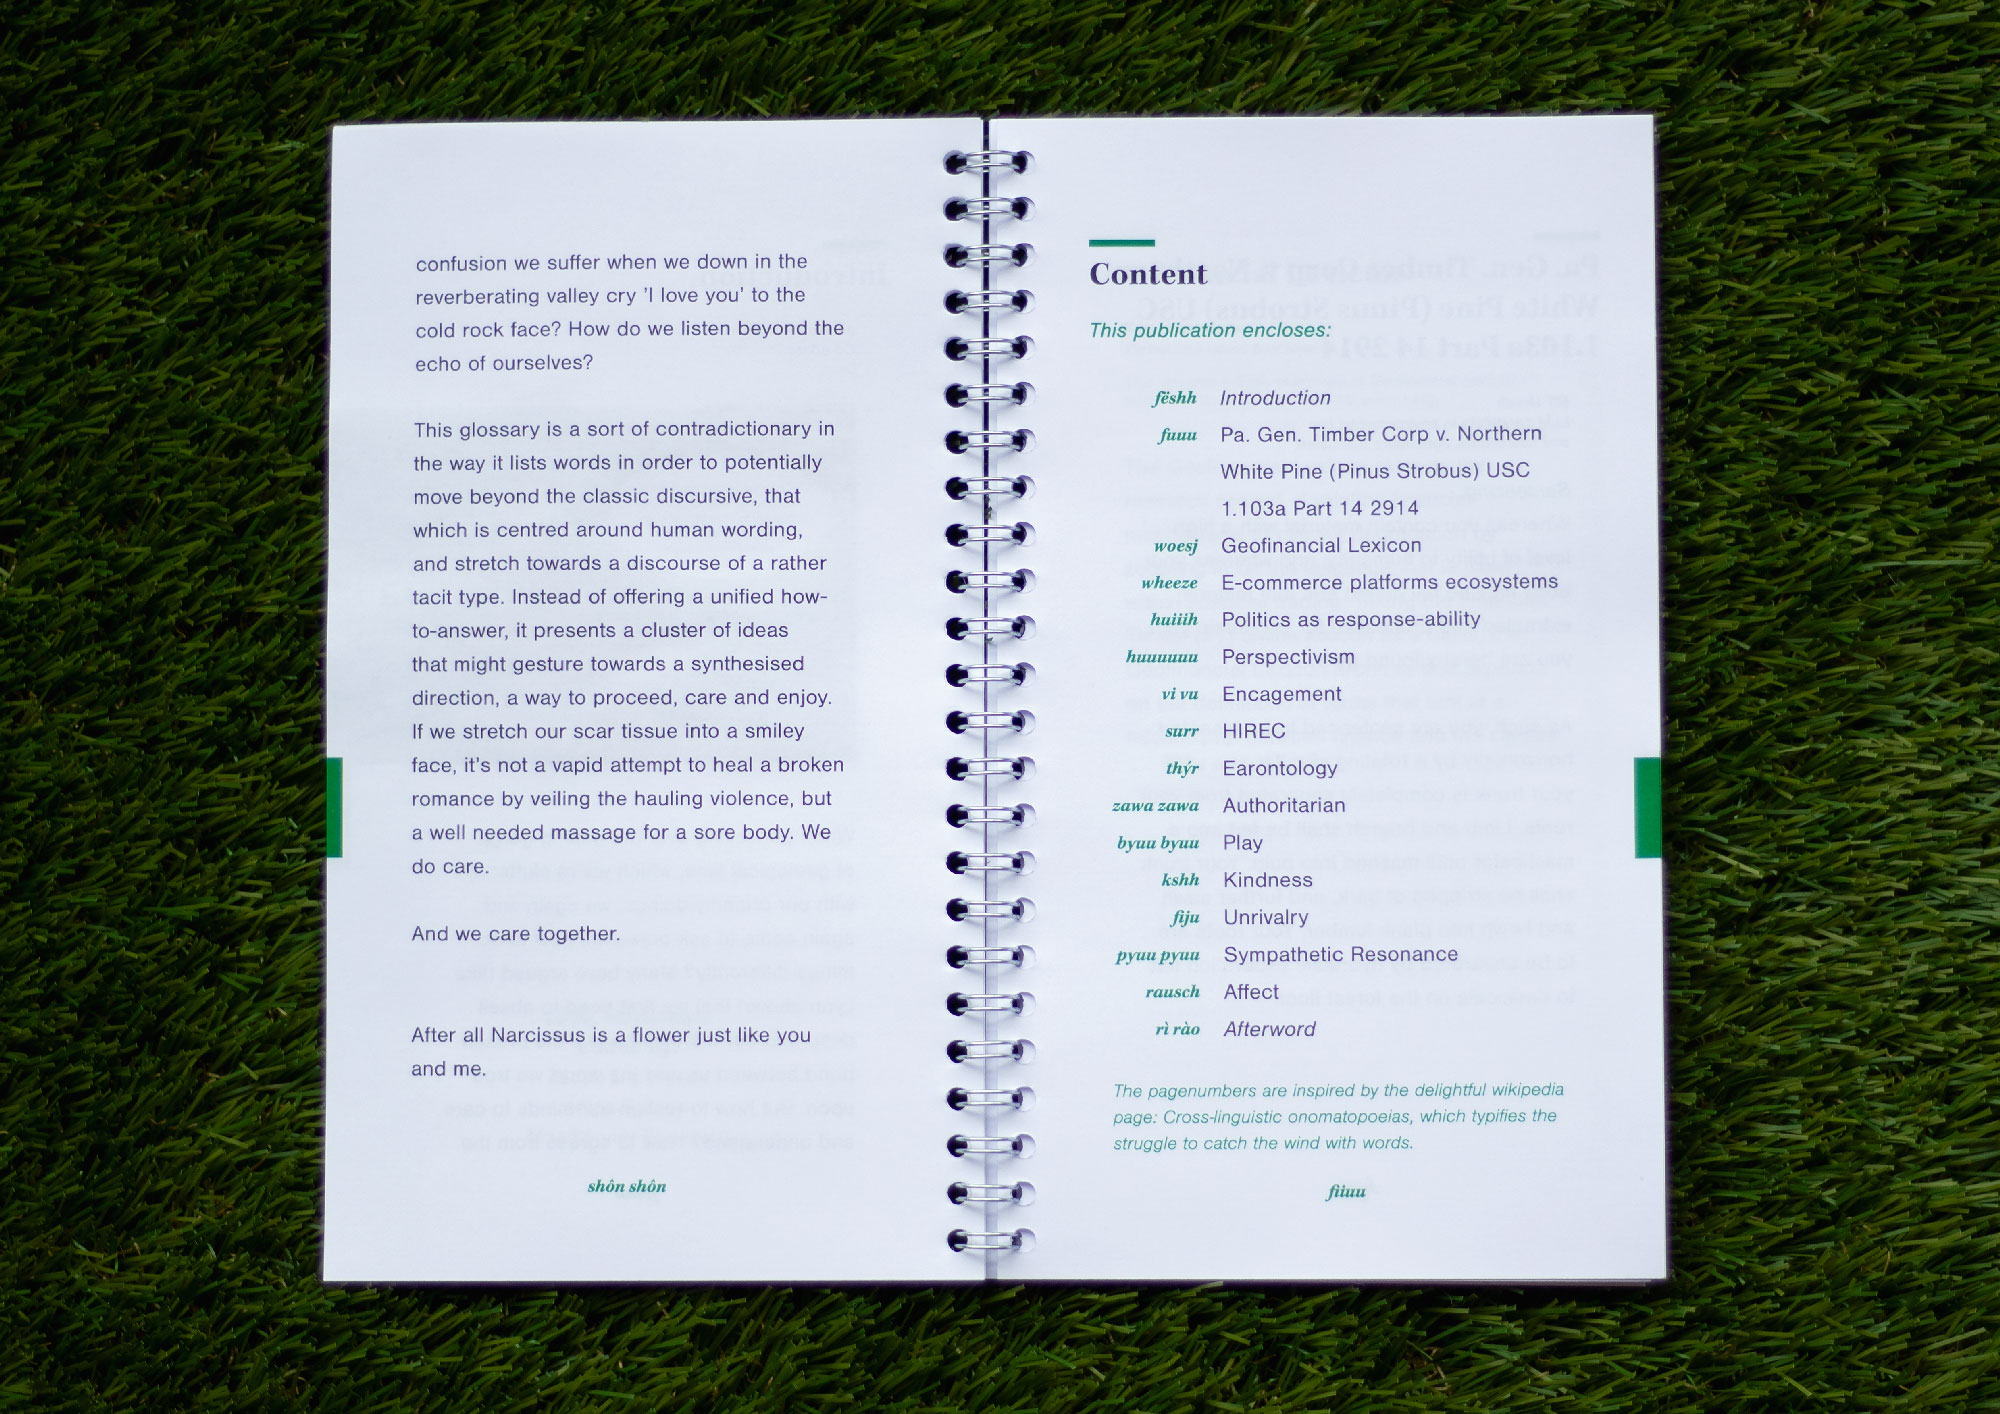 confusion we suffer when we down in the
reverberating valley cry 'I love you' to the
cold rock face? How do we listen beyond the
echo of ourselves?
This glossary is a sort of contradictionary in
the way it lists words in order to potentially
move beyond the classic discursive, that
which is centred around human wording,
and stretch towards a discourse of a rather
tacit type. Instead of offering a unified how-
to-answer, it presents a cluster of ideas
that might gesture towards a synthesised
direction, a way to proceed, care and enjoy.
If we stretch our scar tissue into a smiley
face, it's not a vapid attempt to heal a broken
romance by veiling the hauling violence, but
a well needed massage for a sore body. We
do care.
And we care together.
After all Narcissus is a flower just like you
and me.
shôn shôn
Content
This publication encloses:
fëshh Introduction
fuuu Pa. Gen. Timber Corp v. Northern
White Pine (Pinus Strobus) USC
1.103a Part 14 2914
woesj Geofinancial Lexicon
wheeze E-commerce platforms ecosystems
huiiih Politics as response-ability
huuuuuu Perspectivism
vi vu Encagement
surr HIREC
thýr Earontology
zawa zawa Authoritarian
byuu byuu Play
kshh Kindness
fiju Unrivalry
pyuu pyuu Sympathetic Resonance
rausch Affect
rì rào Afterword
The pagenumbers are inspired by the delightful wikipedia
page: Cross-linguistic onomatopoeias, which typifies the
struggle to catch the wind with words.
fiiuu